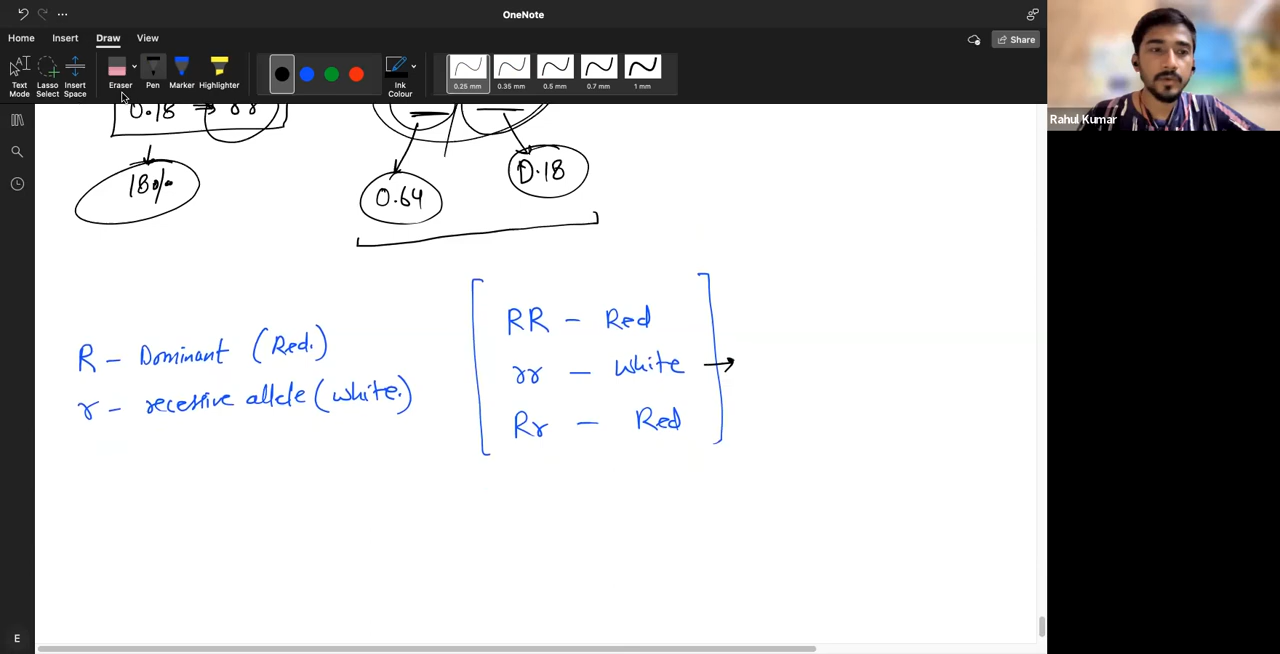 OneNote
Home Insert Draw View
Share
Text Mode
Lasso Select
Insert Space
Eraser
Pen
Marker
Highlighter
Ink Colour
0.25 mm
0.35 mm
0.5 mm
0.7 mm
1 mm
Rahul Kumar
0.18
18%
0.64
0.18
R - Dominant (Red.)
r - recessive allele (white.)
RR - Red
rr - White
Rr - Red
E